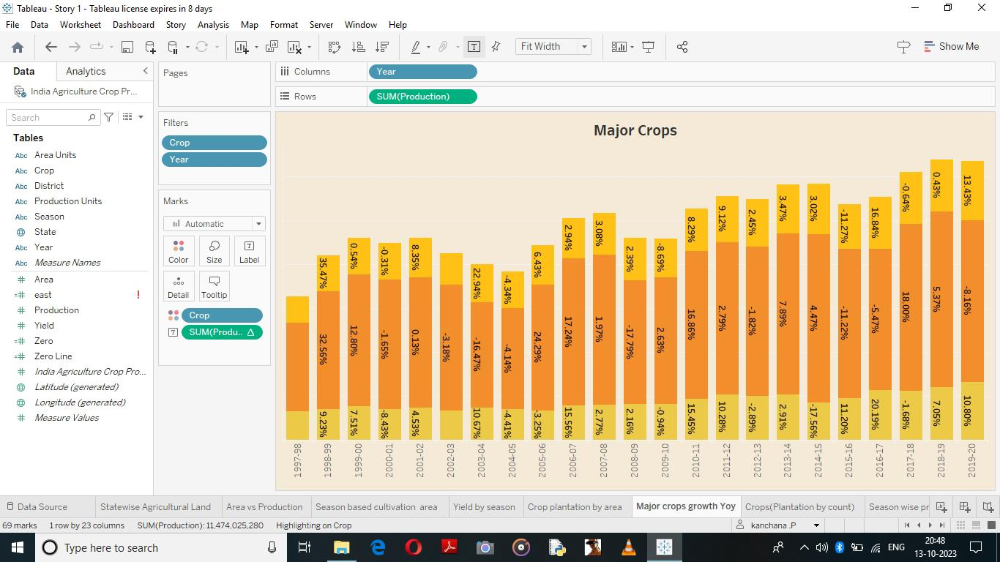 Tableau - Story 1 - Tableau license expires in 8 days
File Data Worksheet Dashboard Story Analysis Map Format Server Window Help
Fit Width
Show Me
Data Analytics
India Agriculture Crop Pr...
Search
Tables
Abc Area Units
Abc Crop
Abc District
Abc Production Units
Abc Season
State
Abc Year
Abc Measure Names
Area
east !
Production
Yield
Zero
Zero Line
India Agriculture Crop Pro...
Latitude (generated)
Longitude (generated)
Measure Values
Pages
Filters
Crop
Year
Marks
Automatic
Color Size Label
Detail Tooltip
Crop
SUM(Produ.. Δ
Columns Year
Rows SUM(Production)
Major Crops
35.47% 0.54% -0.31% 8.35% 22.94% -4.34% 6.43% 2.94% 3.08% 2.39% -8.69% 8.29% 9.12% 2.45% 3.47% 3.02% -11.27% 16.84% -0.64% 0.43% 13.43%
32.56% 12.80% -1.65% 0.13% -3.18% -16.47% -4.14% 24.29% 17.24% 1.97% -17.79% 2.63% 16.86% 2.79% -1.82% 7.89% 4.47% -11.22% -5.47% 18.00% 5.37% -8.16%
9.23% 7.51% -8.43% 4.53% 10.67% -4.41% -3.25% 15.56% 2.77% 2.16% -0.94% 15.45% 10.28% -2.89% 2.91% -17.56% 11.20% 20.19% -1.68% 7.05% 10.80%
1997-98 1998-99 1999-00 2000-01 2001-02 2002-03 2003-04 2004-05 2005-06 2006-07 2007-08 2008-09 2009-10 2010-11 2011-12 2012-13 2013-14 2014-15 2015-16 2016-17 2017-18 2018-19 2019-20
Data Source Statewise Agricultural Land Area vs Production Season based cultivation area Yield by season Crop plantation by area Major crops growth Yoy Crops(Plantation by count) Season wise pr
69 marks 1 row by 23 columns SUM(Production): 11,474,025,280 Highlighting on Crop kanchana .P
Type here to search
ENG
20:48
13-10-2023